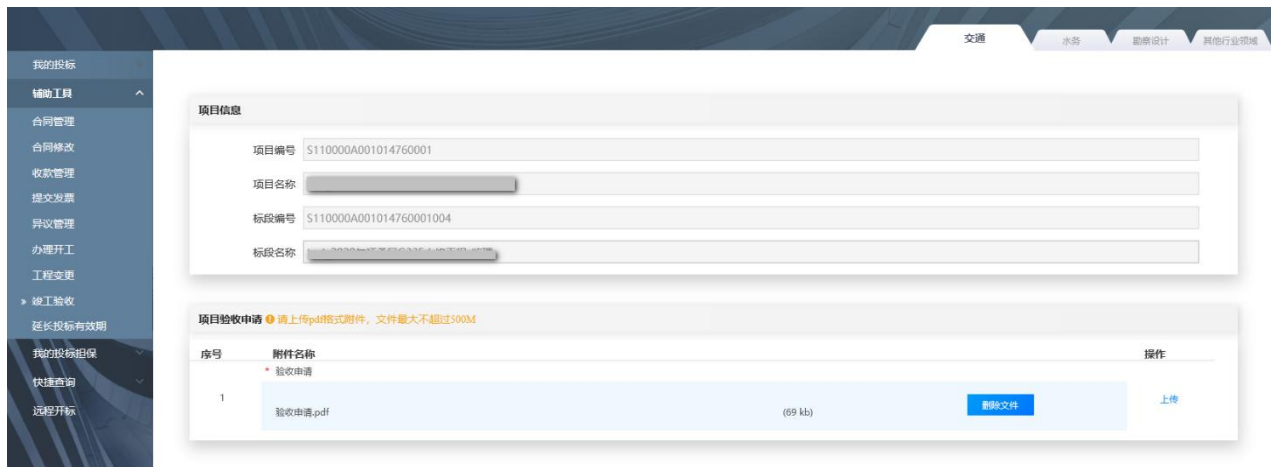 交通
水务
勘察设计
其他行业领域
我的投标
辅助工具
合同管理
合同修改
收款管理
提交发票
异议管理
办理开工
工程变更
» 竣工验收
延长投标有效期
我的投标担保
快捷查询
远程开标
项目信息
项目编号 S110000A001014760001
项目名称
标段编号 S110000A001014760001004
标段名称
项目验收申请 请上传pdf格式附件，文件最大不超过500M
序号 附件名称 操作
* 验收申请
1 验收申请.pdf (69 kb) 删除文件 上传